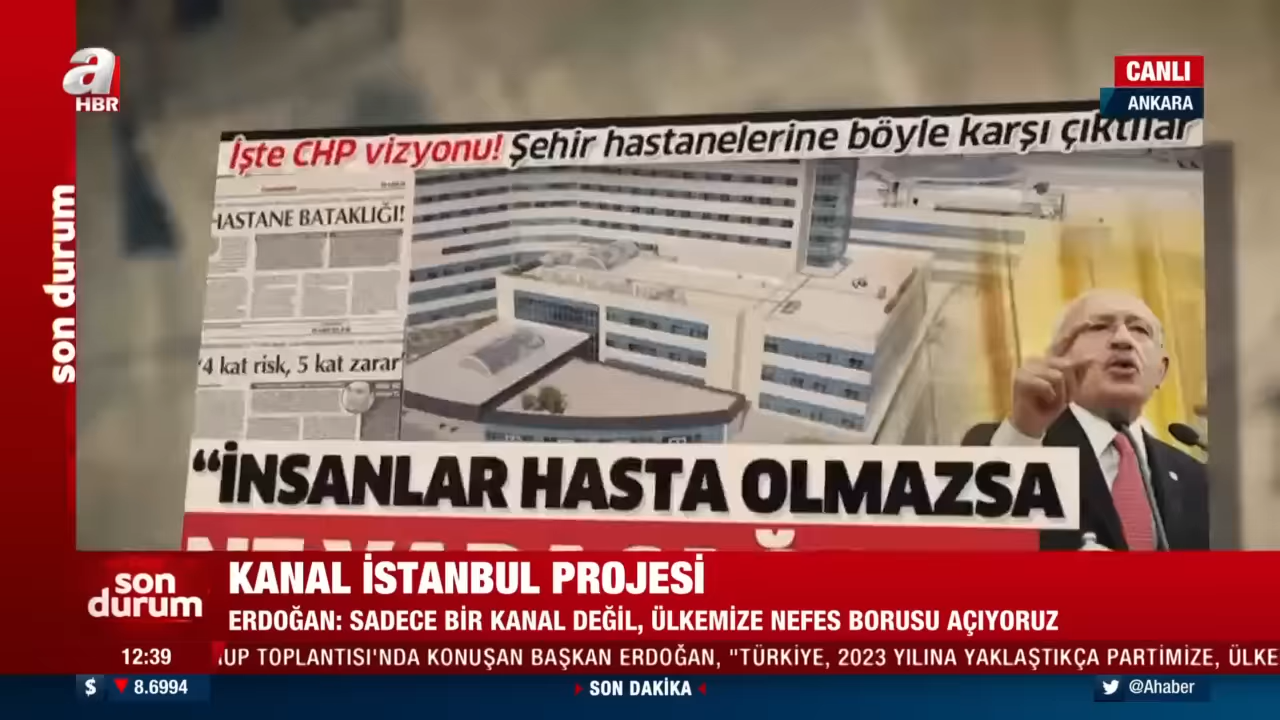 a
HBR
CANLI
ANKARA
son durum
İşte CHP vizyonu! Şehir hastanelerine böyle karşı çıktılar
HASTANE BATAKLIĞI!
'4 kat risk, 5 kat zarar'
“İNSANLAR HASTA OLMAZSA
son
durum
KANAL İSTANBUL PROJESİ
ERDOĞAN: SADECE BİR KANAL DEĞİL, ÜLKEMİZE NEFES BORUSU AÇIYORUZ
12:39
TOPLANTISI'NDA KONUŞAN BAŞKAN ERDOĞAN, "TÜRKİYE, 2023 YILINA YAKLAŞTIKÇA PARTİMİZE, ÜLKE
$ 8.6994
SON DAKİKA
@Ahaber